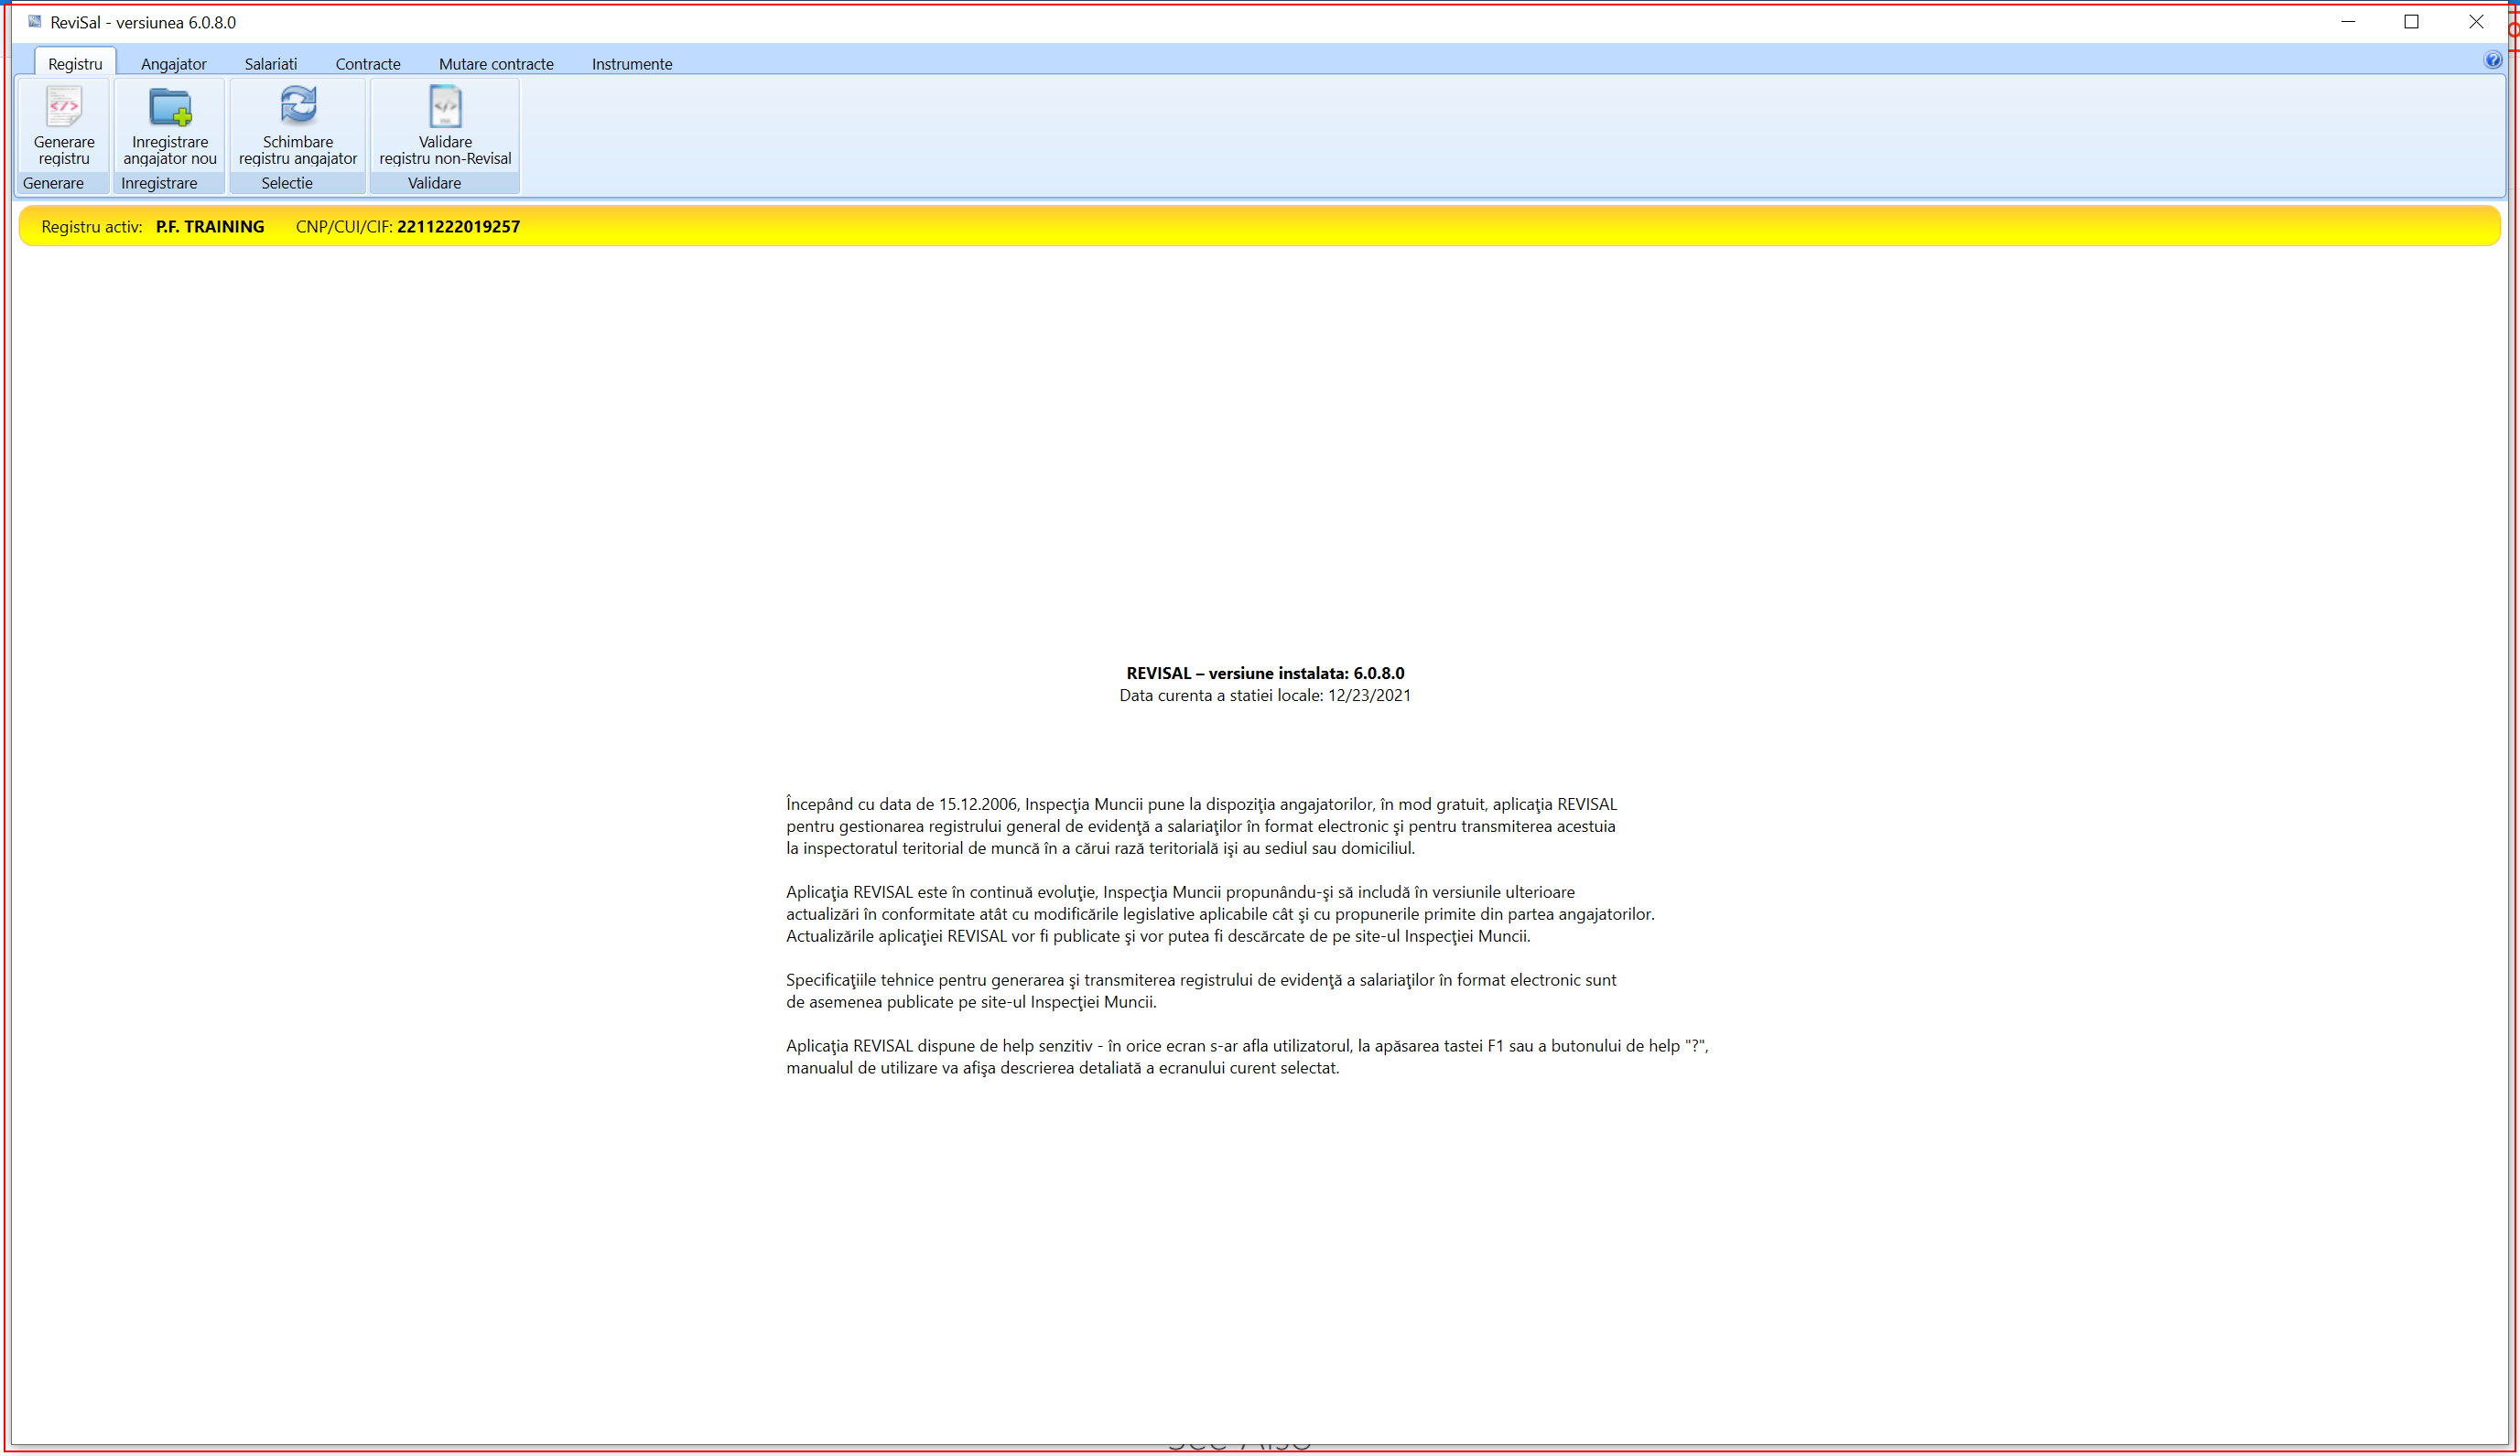 ReviSal - versiunea 6.0.8.0
Registru Angajator Salariati Contracte Mutare contracte Instrumente
Generare registru
Inregistrare angajator nou
Schimbare registru angajator
Validare registru non-Revisal
Generare Inregistrare Selectie Validare
Registru activ: P.F. TRAINING CNP/CUI/CIF: 2211222019257
REVISAL – versiune instalata: 6.0.8.0
Data curenta a statiei locale: 12/23/2021
Începând cu data de 15.12.2006, Inspecţia Muncii pune la dispoziţia angajatorilor, în mod gratuit, aplicaţia REVISAL
pentru gestionarea registrului general de evidenţă a salariaţilor în format electronic şi pentru transmiterea acestuia
la inspectoratul teritorial de muncă în a cărui rază teritorială işi au sediul sau domiciliul.
Aplicaţia REVISAL este în continuă evoluţie, Inspecţia Muncii propunându-şi să includă în versiunile ulterioare
actualizări în conformitate atât cu modificările legislative aplicabile cât şi cu propunerile primite din partea angajatorilor.
Actualizările aplicaţiei REVISAL vor fi publicate şi vor putea fi descărcate de pe site-ul Inspecţiei Muncii.
Specificaţiile tehnice pentru generarea şi transmiterea registrului de evidenţă a salariaţilor în format electronic sunt
de asemenea publicate pe site-ul Inspecţiei Muncii.
Aplicaţia REVISAL dispune de help senzitiv - în orice ecran s-ar afla utilizatorul, la apăsarea tastei F1 sau a butonului de help "?",
manualul de utilizare va afişa descrierea detaliată a ecranului curent selectat.